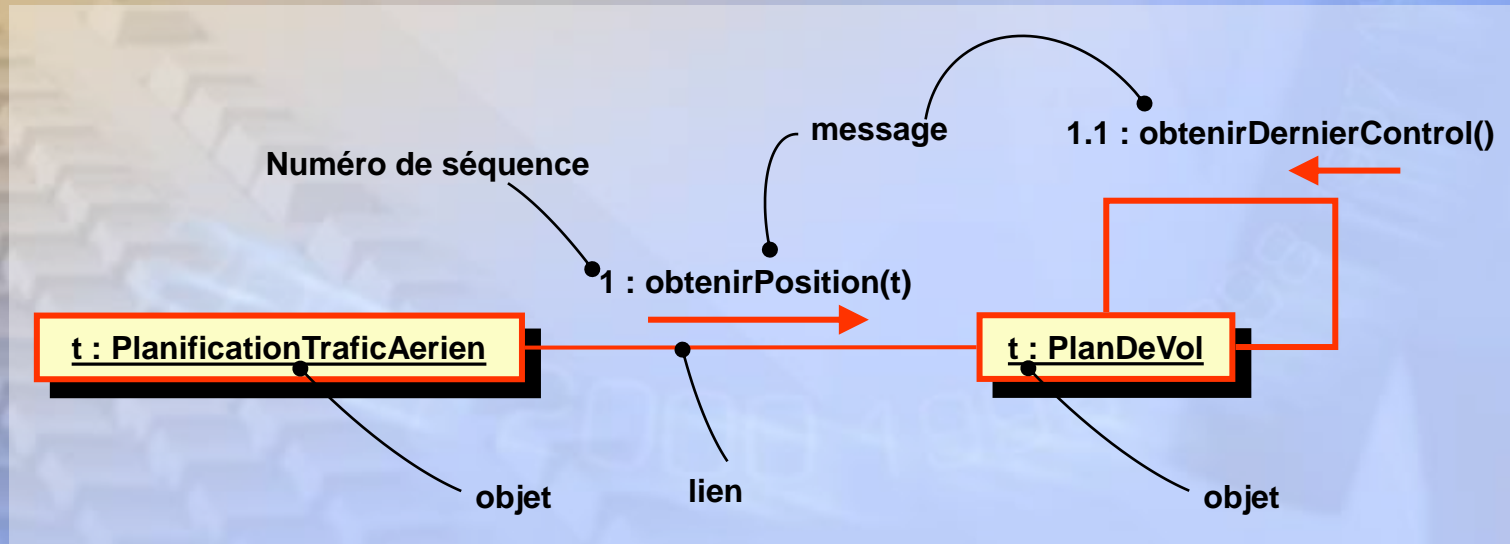 message
1.1 : obtenirDernierControl()
Numéro de séquence
1 : obtenirPosition(t)
t : PlanificationTraficAerien
t : PlanDeVol
objet
lien
objet